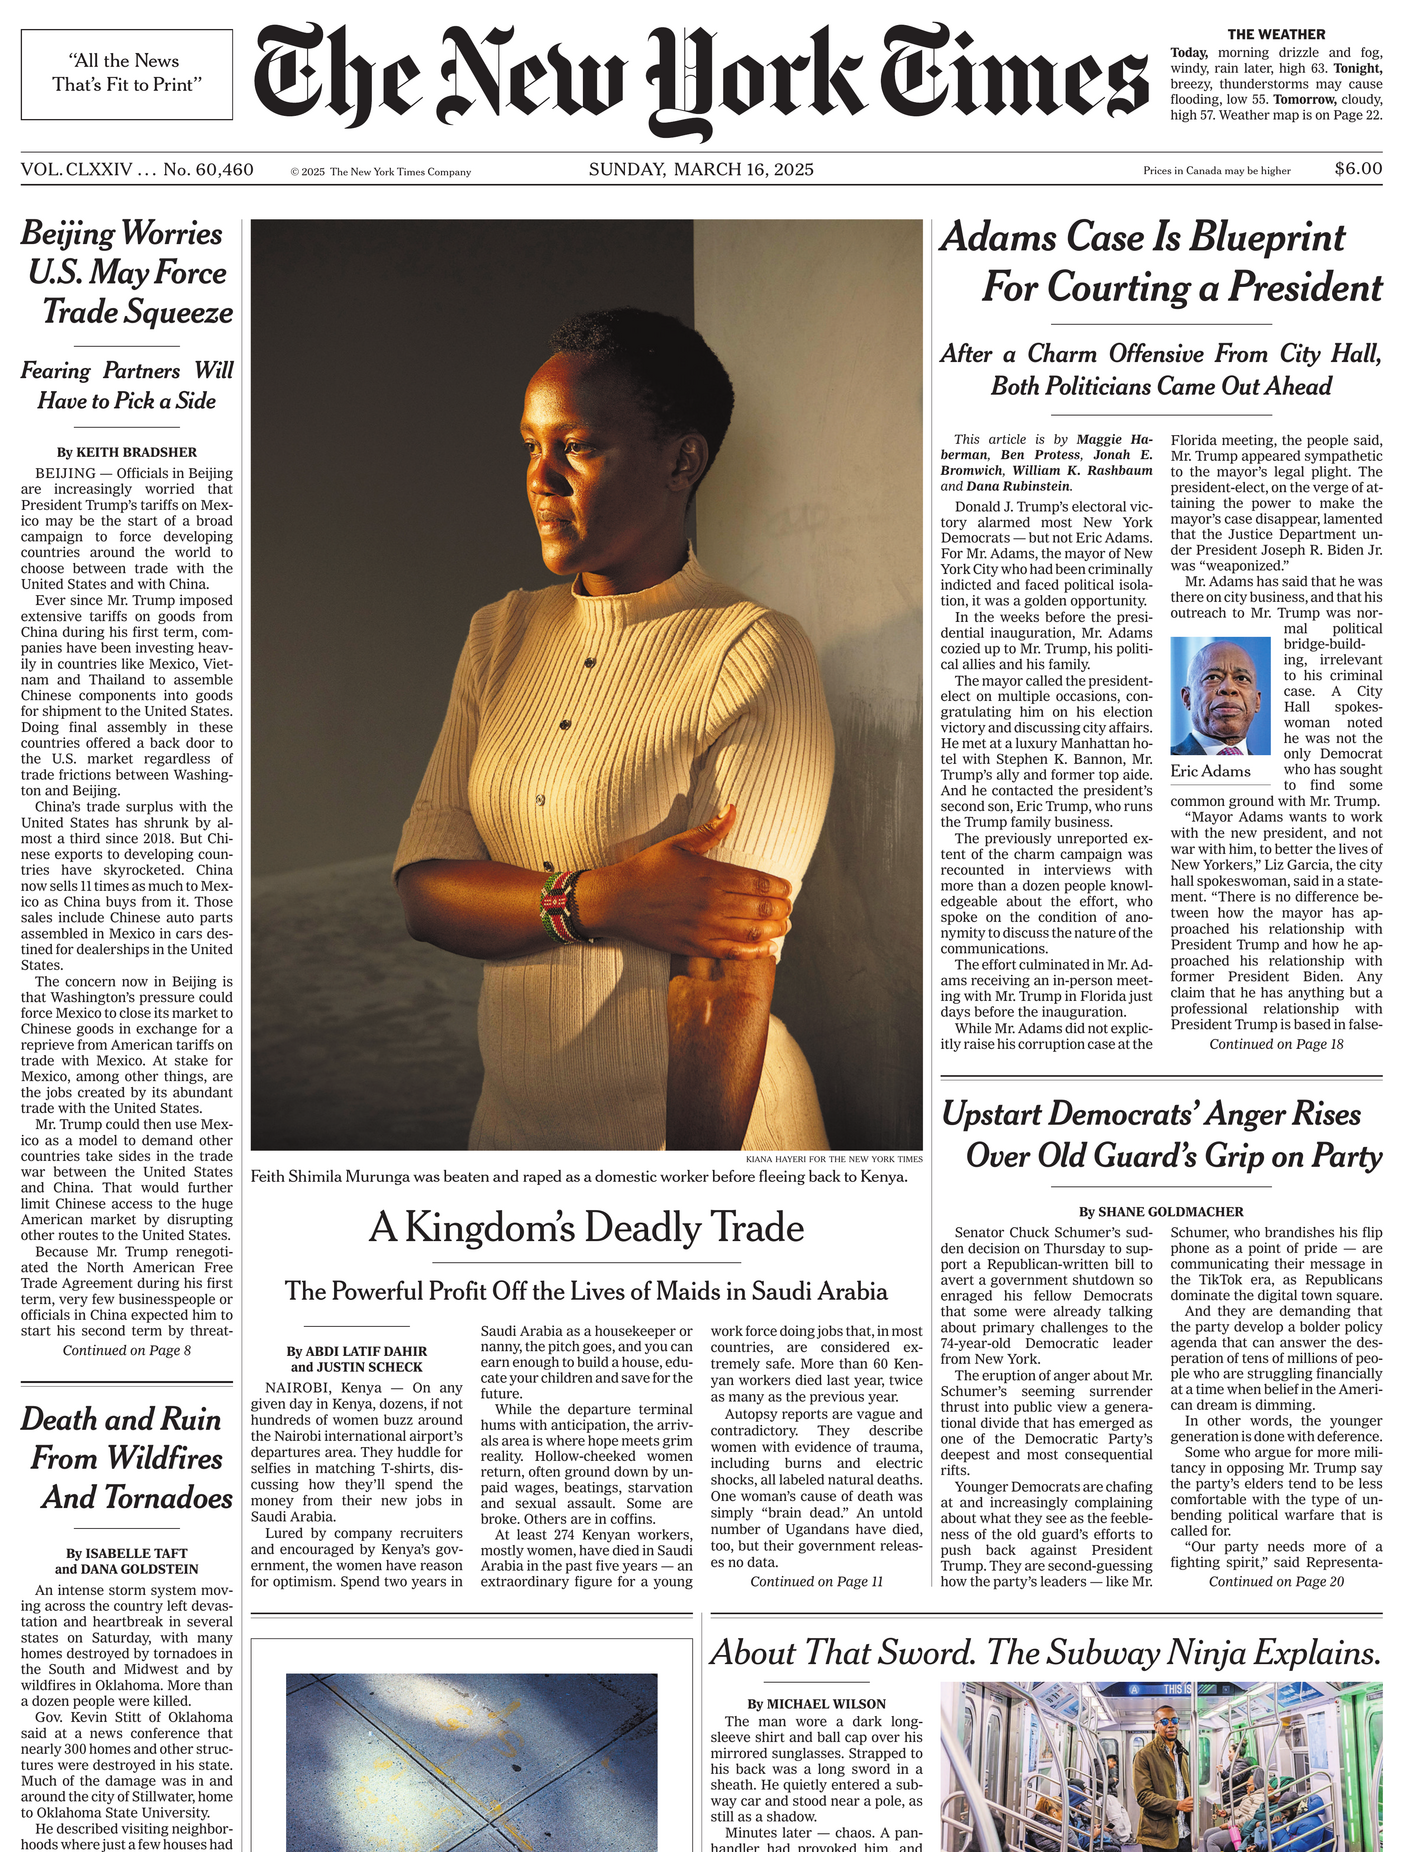 “All the News
That’s Fit to Print”
The New York Times
THE WEATHER
Today, morning drizzle and fog,
windy, rain later, high 63. Tonight,
breezy, thunderstorms may cause
flooding, low 55. Tomorrow, cloudy,
high 57. Weather map is on Page 22.
VOL. CLXXIV . . . No. 60,460
© 2025 The New York Times Company
SUNDAY, MARCH 16, 2025
Prices in Canada may be higher
$6.00
Beijing Worries
U.S. May Force
Trade Squeeze
Fearing Partners Will
Have to Pick a Side
By KEITH BRADSHER
BEIJING — Officials in Beijing
are increasingly worried that
President Trump’s tariffs on Mex-
ico may be the start of a broad
campaign to force developing
countries around the world to
choose between trade with the
United States and with China.
Ever since Mr. Trump imposed
extensive tariffs on goods from
China during his first term, com-
panies have been investing heav-
ily in countries like Mexico, Viet-
nam and Thailand to assemble
Chinese components into goods
for shipment to the United States.
Doing final assembly in these
countries offered a back door to
the U.S. market regardless of
trade frictions between Washing-
ton and Beijing.
China’s trade surplus with the
United States has shrunk by al-
most a third since 2018. But Chi-
nese exports to developing coun-
tries have skyrocketed. China
now sells 11 times as much to Mex-
ico as China buys from it. Those
sales include Chinese auto parts
assembled in Mexico in cars des-
tined for dealerships in the United
States.
The concern now in Beijing is
that Washington’s pressure could
force Mexico to close its market to
Chinese goods in exchange for a
reprieve from American tariffs on
trade with Mexico. At stake for
Mexico, among other things, are
the jobs created by its abundant
trade with the United States.
Mr. Trump could then use Mex-
ico as a model to demand other
countries take sides in the trade
war between the United States
and China. That would further
limit Chinese access to the huge
American market by disrupting
other routes to the United States.
Because Mr. Trump renegoti-
ated the North American Free
Trade Agreement during his first
term, very few businesspeople or
officials in China expected him to
start his second term by threat-
Continued on Page 8
Death and Ruin
From Wildfires
And Tornadoes
By ISABELLE TAFT
and DANA GOLDSTEIN
An intense storm system mov-
ing across the country left devas-
tation and heartbreak in several
states on Saturday, with many
homes destroyed by tornadoes in
the South and Midwest and by
wildfires in Oklahoma. More than
a dozen people were killed.
Gov. Kevin Stitt of Oklahoma
said at a news conference that
nearly 300 homes and other struc-
tures were destroyed in his state.
Much of the damage was in and
around the city of Stillwater, home
to Oklahoma State University.
He described visiting neighbor-
hoods where just a few houses had
KIANA HAYERI FOR THE NEW YORK TIMES
Feith Shimila Murunga was beaten and raped as a domestic worker before fleeing back to Kenya.
A Kingdom’s Deadly Trade
The Powerful Profit Off the Lives of Maids in Saudi Arabia
By ABDI LATIF DAHIR
and JUSTIN SCHECK
NAIROBI, Kenya — On any
given day in Kenya, dozens, if not
hundreds of women buzz around
the Nairobi international airport’s
departures area. They huddle for
selfies in matching T-shirts, dis-
cussing how they’ll spend the
money from their new jobs in
Saudi Arabia.
Lured by company recruiters
and encouraged by Kenya’s gov-
ernment, the women have reason
for optimism. Spend two years in
Saudi Arabia as a housekeeper or
nanny, the pitch goes, and you can
earn enough to build a house, edu-
cate your children and save for the
future.
While the departure terminal
hums with anticipation, the arriv-
als area is where hope meets grim
reality. Hollow-cheeked women
return, often ground down by un-
paid wages, beatings, starvation
and sexual assault. Some are
broke. Others are in coffins.
At least 274 Kenyan workers,
mostly women, have died in Saudi
Arabia in the past five years — an
extraordinary figure for a young
work force doing jobs that, in most
countries, are considered ex-
tremely safe. More than 60 Ken-
yan workers died last year, twice
as many as the previous year.
Autopsy reports are vague and
contradictory. They describe
women with evidence of trauma,
including burns and electric
shocks, all labeled natural deaths.
One woman’s cause of death was
simply “brain dead.” An untold
number of Ugandans have died,
too, but their government releas-
es no data.
Continued on Page 11
Adams Case Is Blueprint
For Courting a President
After a Charm Offensive From City Hall,
Both Politicians Came Out Ahead
This article is by Maggie Ha-
berman, Ben Protess, Jonah E.
Bromwich, William K. Rashbaum
and Dana Rubinstein.
Donald J. Trump’s electoral vic-
tory alarmed most New York
Democrats — but not Eric Adams.
For Mr. Adams, the mayor of New
York City who had been criminally
indicted and faced political isola-
tion, it was a golden opportunity.
In the weeks before the presi-
dential inauguration, Mr. Adams
cozied up to Mr. Trump, his politi-
cal allies and his family.
The mayor called the president-
elect on multiple occasions, con-
gratulating him on his election
victory and discussing city affairs.
He met at a luxury Manhattan ho-
tel with Stephen K. Bannon, Mr.
Trump’s ally and former top aide.
And he contacted the president’s
second son, Eric Trump, who runs
the Trump family business.
The previously unreported ex-
tent of the charm campaign was
recounted in interviews with
more than a dozen people knowl-
edgeable about the effort, who
spoke on the condition of ano-
nymity to discuss the nature of the
communications.
The effort culminated in Mr. Ad-
ams receiving an in-person meet-
ing with Mr. Trump in Florida just
days before the inauguration.
While Mr. Adams did not explic-
itly raise his corruption case at the
Florida meeting, the people said,
Mr. Trump appeared sympathetic
to the mayor’s legal plight. The
president-elect, on the verge of at-
taining the power to make the
mayor’s case disappear, lamented
that the Justice Department un-
der President Joseph R. Biden Jr.
was “weaponized.”
Mr. Adams has said that he was
there on city business, and that his
outreach to Mr. Trump was nor-
mal political
bridge-build-
ing, irrelevant
to his criminal
case. A City
Hall spokes-
woman noted
he was not the
only Democrat
who has sought
to find some
Eric Adams
common ground with Mr. Trump.
“Mayor Adams wants to work
with the new president, and not
war with him, to better the lives of
New Yorkers,” Liz Garcia, the city
hall spokeswoman, said in a state-
ment. “There is no difference be-
tween how the mayor has ap-
proached his relationship with
President Trump and how he ap-
proached his relationship with
former President Biden. Any
claim that he has anything but a
professional relationship with
President Trump is based in false-
Continued on Page 18
Upstart Democrats’ Anger Rises
Over Old Guard’s Grip on Party
By SHANE GOLDMACHER
Senator Chuck Schumer’s sud-
den decision on Thursday to sup-
port a Republican-written bill to
avert a government shutdown so
enraged his fellow Democrats
that some were already talking
about primary challenges to the
74-year-old Democratic leader
from New York.
The eruption of anger about Mr.
Schumer’s seeming surrender
thrust into public view a genera-
tional divide that has emerged as
one of the Democratic Party’s
deepest and most consequential
rifts.
Younger Democrats are chafing
at and increasingly complaining
about what they see as the feeble-
ness of the old guard’s efforts to
push back against President
Trump. They are second-guessing
how the party’s leaders — like Mr.
Schumer, who brandishes his flip
phone as a point of pride — are
communicating their message in
the TikTok era, as Republicans
dominate the digital town square.
And they are demanding that
the party develop a bolder policy
agenda that can answer the des-
peration of tens of millions of peo-
ple who are struggling financially
at a time when belief in the Ameri-
can dream is dimming.
In other words, the younger
generation is done with deference.
Some who argue for more mili-
tancy in opposing Mr. Trump say
the party’s elders tend to be less
comfortable with the type of un-
bending political warfare that is
called for.
“Our party needs more of a
fighting spirit,” said Representa-
Continued on Page 20
About That Sword. The Subway Ninja Explains.
By MICHAEL WILSON
The man wore a dark long-
sleeve shirt and ball cap over his
mirrored sunglasses. Strapped to
his back was a long sword in a
sheath. He quietly entered a sub-
way car and stood near a pole, as
still as a shadow.
Minutes later — chaos. A pan-
handler had provoked him, and
A THIS IS